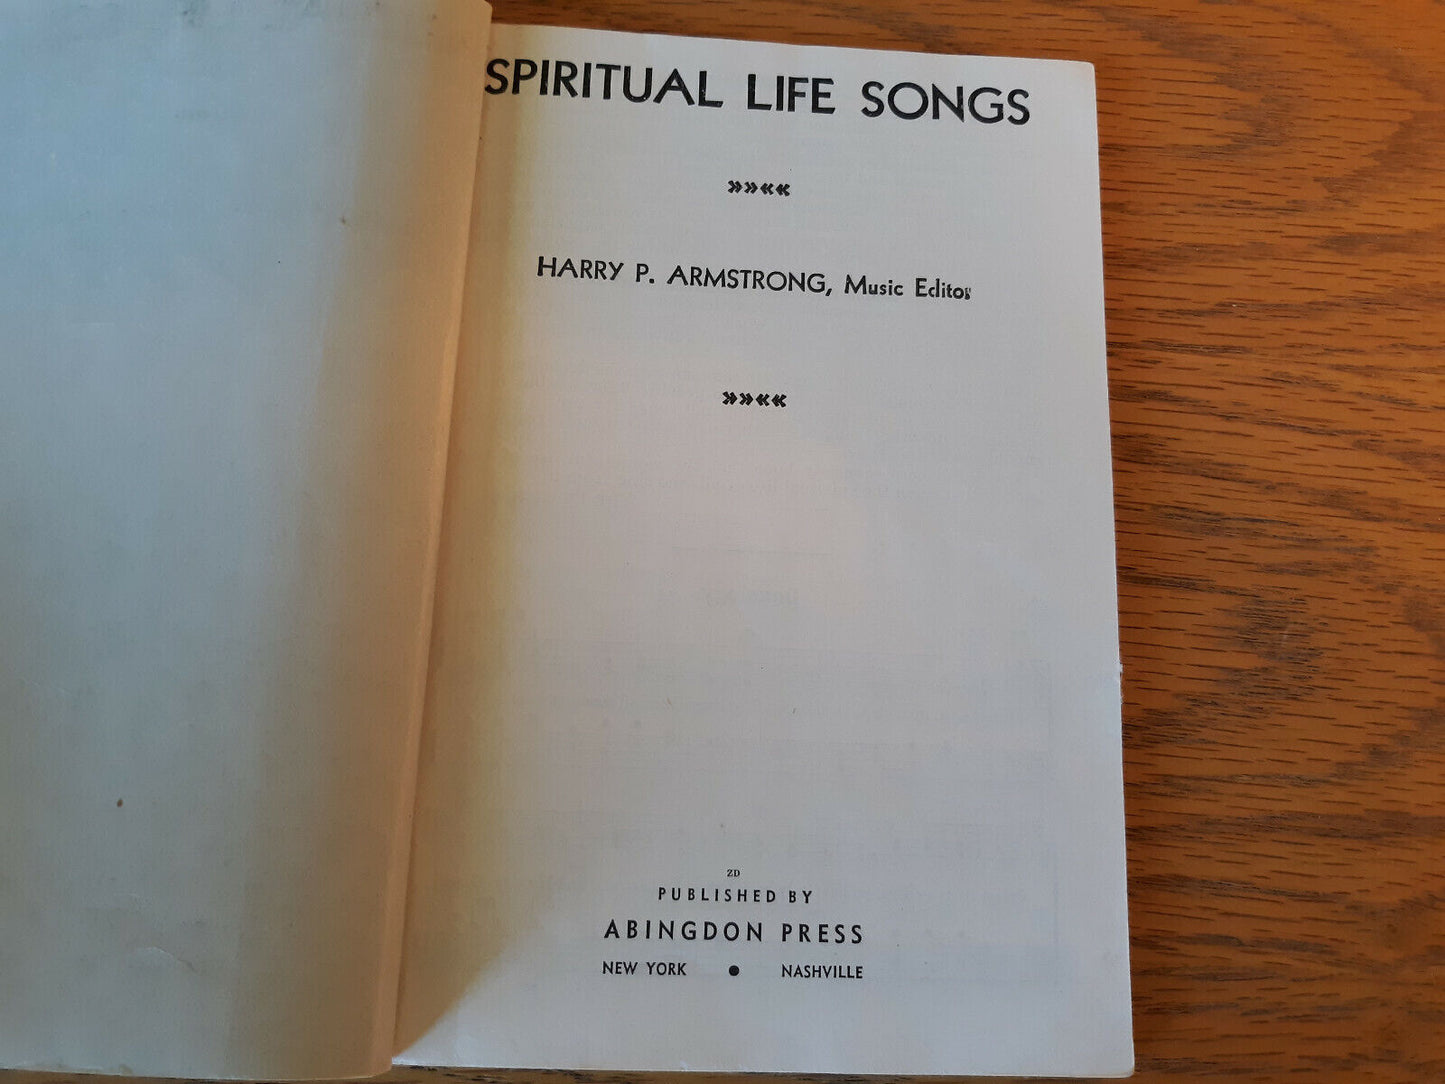 SPIRITUAL LIFE SONGS
»»««
HARRY P. ARMSTRONG, Music Editor
»»««
ZD
PUBLISHED BY
ABINGDON PRESS
NEW YORK • NASHVILLE